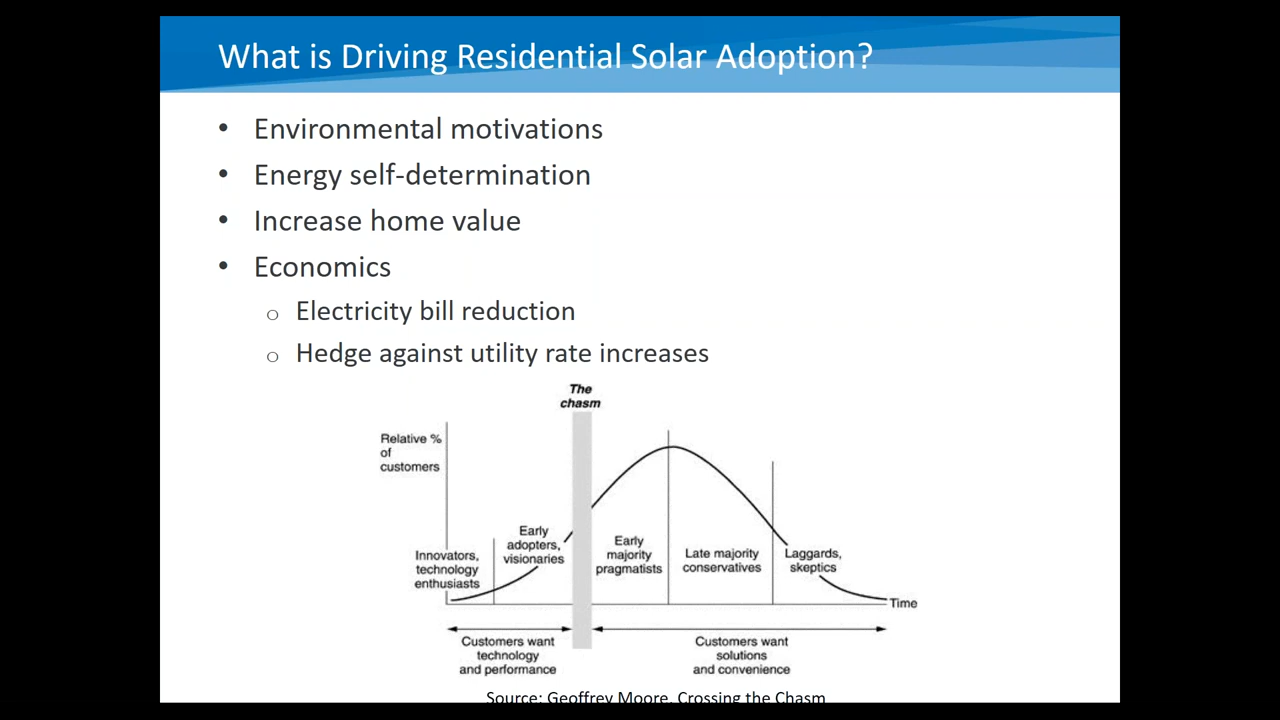 What is Driving Residential Solar Adoption?
• Environmental motivations
• Energy self-determination
• Increase home value
• Economics
o Electricity bill reduction
o Hedge against utility rate increases
The
chasm
Relative %
of
customers
Innovators,
technology
enthusiasts
Early
adopters,
visionaries
Early
majority
pragmatists
Late majority
conservatives
Laggards,
skeptics
Time
Customers want
technology
and performance
Customers want
solutions
and convenience
Source: Geoffrey Moore, Crossing the Chasm